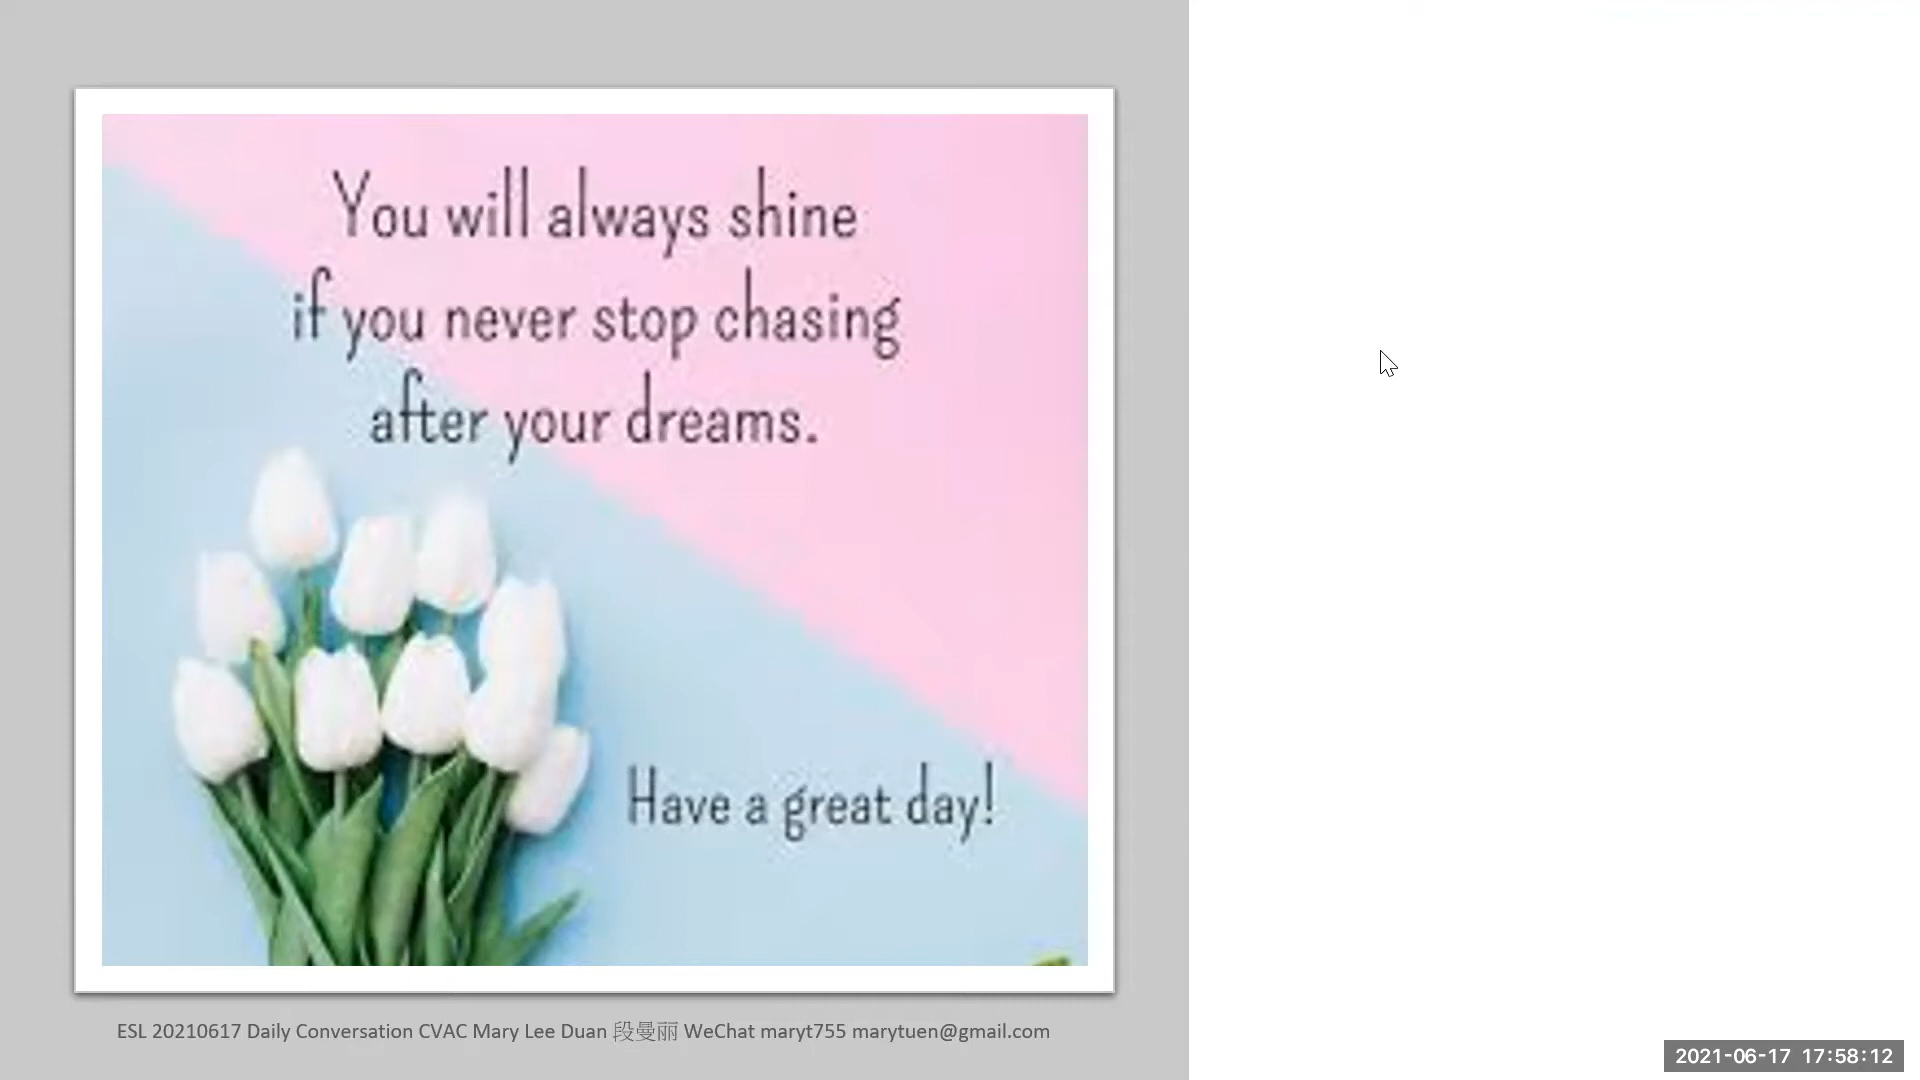 You will always shine
if you never stop chasing
after your dreams.
Have a great day!
ESL 20210617 Daily Conversation CVAC Mary Lee Duan 段曼丽 WeChat maryt755 marytuen@gmail.com
2021-06-17 17:58:12